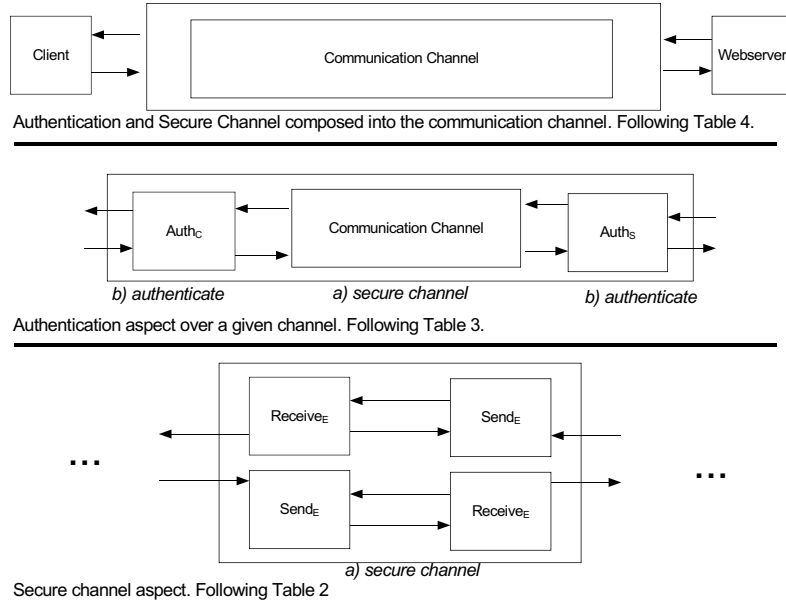 Client
Communication Channel
Webserver
Authentication and Secure Channel composed into the communication channel. Following Table 4.
AuthC
Communication Channel
AuthS
b) authenticate
a) secure channel
b) authenticate
Authentication aspect over a given channel. Following Table 3.
ReceiveE
SendE
...
...
SendE
ReceiveE
a) secure channel
Secure channel aspect. Following Table 2